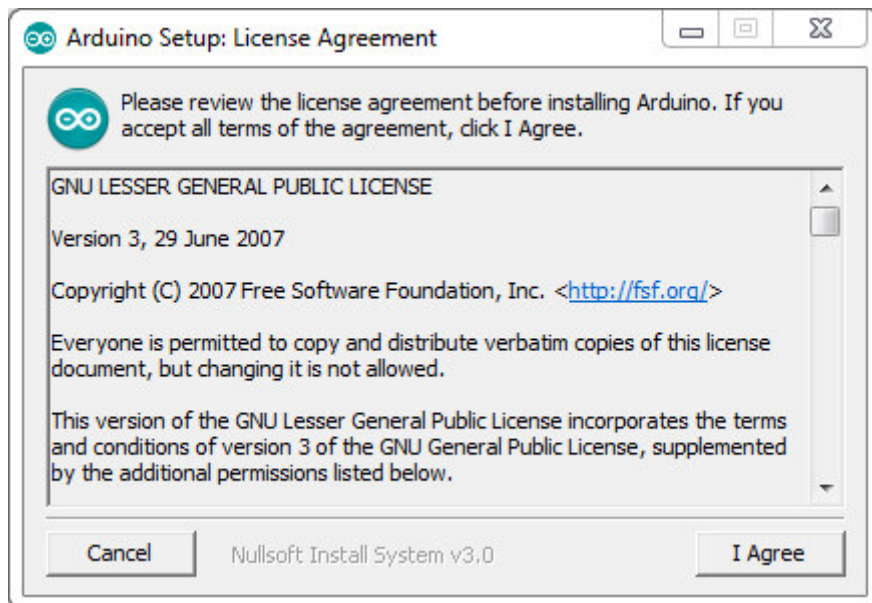 Arduino Setup: License Agreement
Please review the license agreement before installing Arduino. If you
accept all terms of the agreement, click I Agree.
GNU LESSER GENERAL PUBLIC LICENSE
Version 3, 29 June 2007
Copyright (C) 2007 Free Software Foundation, Inc. <http://fsf.org/>
Everyone is permitted to copy and distribute verbatim copies of this license
document, but changing it is not allowed.
This version of the GNU Lesser General Public License incorporates the terms
and conditions of version 3 of the GNU General Public License, supplemented
by the additional permissions listed below.
Cancel
Nullsoft Install System v3.0
I Agree